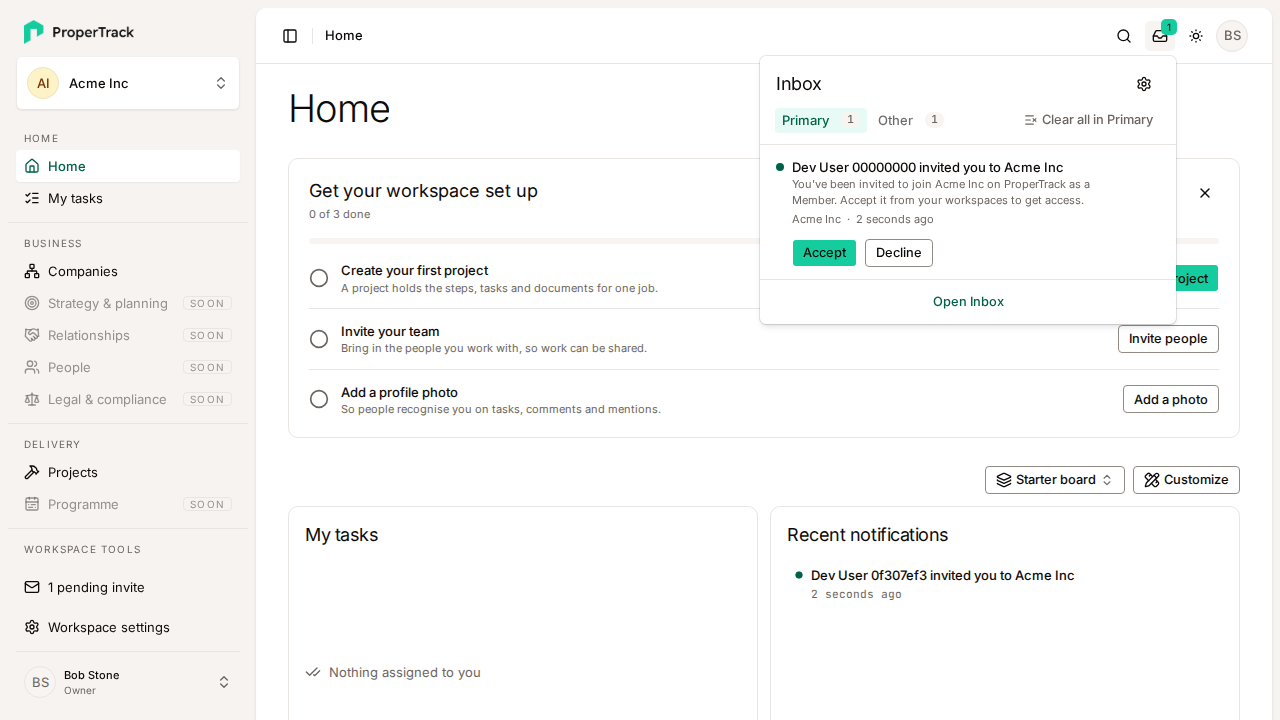 ProperTrack
AI
Acme Inc
HOME
Home
My tasks
BUSINESS
Companies
Strategy & planning SOON
Relationships SOON
People SOON
Legal & compliance SOON
DELIVERY
Projects
Programme SOON
WORKSPACE TOOLS
1 pending invite
Workspace settings
BS
Bob Stone
Owner
Home
1
BS
Home
Get your workspace set up
0 of 3 done
Create your first project
A project holds the steps, tasks and documents for one job.
Invite your team
Bring in the people you work with, so work can be shared.
Invite people
Add a profile photo
So people recognise you on tasks, comments and mentions.
Add a photo
Inbox
Primary 1 Other 1 Clear all in Primary
Dev User 00000000 invited you to Acme Inc
You've been invited to join Acme Inc on ProperTrack as a
Member. Accept it from your workspaces to get access.
Acme Inc · 2 seconds ago
Accept Decline
Open Inbox
Starter board Customize
My tasks
Nothing assigned to you
Recent notifications
Dev User 0f307ef3 invited you to Acme Inc
2 seconds ago